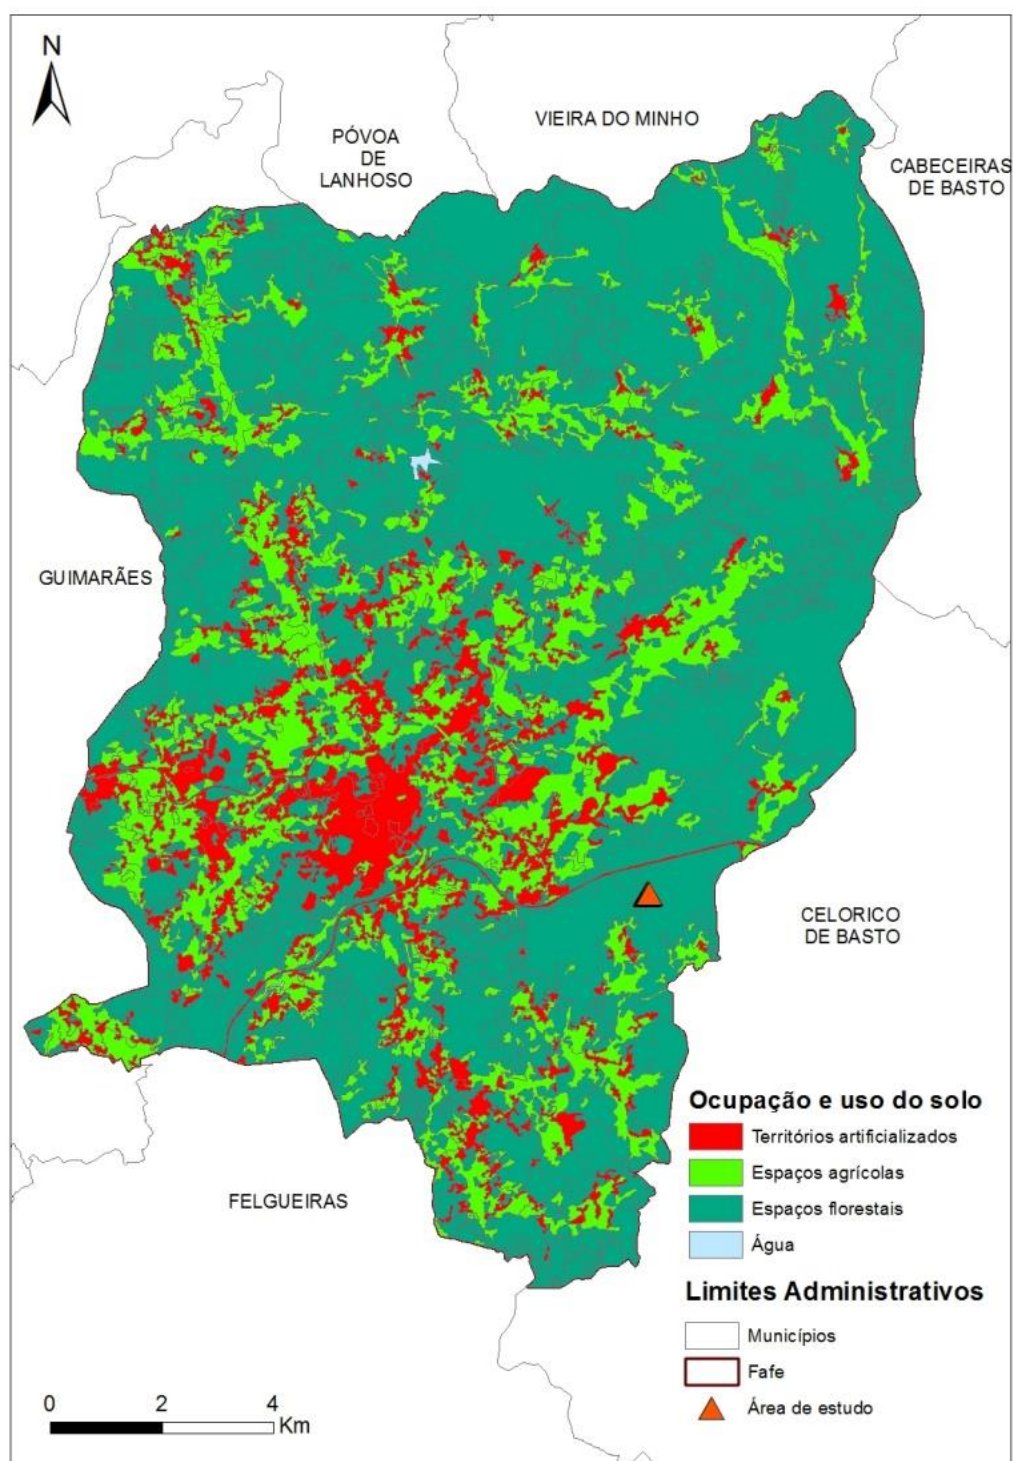 N
VIEIRA DO MINHO
PÓVOA
DE
LANHOSO
CABECEIRAS
DE BASTO
GUIMARÃES
CELORICO
DE BASTO
FELGUEIRAS
Ocupação e uso do solo
Territórios artificializados
Espaços agrícolas
Espaços florestais
Água
Limites Administrativos
Municípios
Fafe
Área de estudo
0 2 4
Km